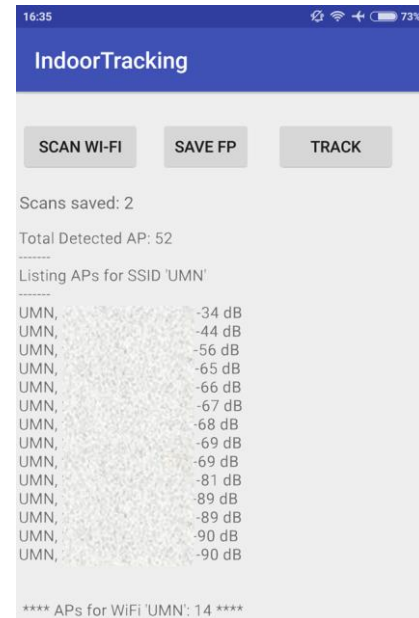 16:35 73%
IndoorTracking
SCAN WI-FI SAVE FP TRACK
Scans saved: 2
Total Detected AP: 52
-------
Listing APs for SSID 'UMN'
-------
UMN, -34 dB
UMN, -44 dB
UMN, -56 dB
UMN, -65 dB
UMN, -66 dB
UMN, -67 dB
UMN, -68 dB
UMN, -69 dB
UMN, -69 dB
UMN, -81 dB
UMN, -89 dB
UMN, -89 dB
UMN, -90 dB
UMN, -90 dB
**** APs for WiFi 'UMN': 14 ****